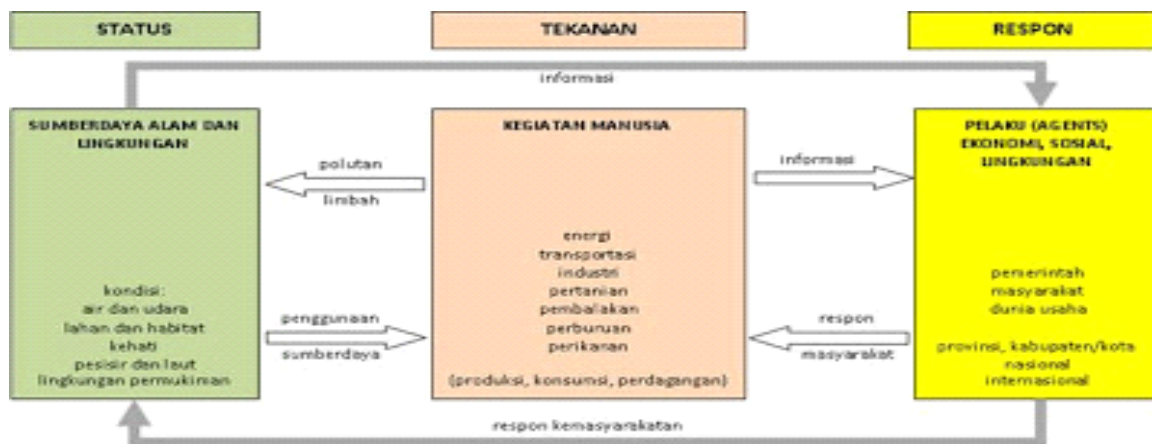 STATUS
TEKANAN
RESPON
informasi
SUMBERDAYA ALAM DAN
LINGKUNGAN
kondisi:
air dan udara
lahan dan habitat
kehati
pesisir dan laut
lingkungan permukiman
polutan
limbah
penggunaan
sumberdaya
KEGIATAN MANUSIA
energi
transportasi
industri
pertanian
pembalakan
perburuan
perikanan
(produksi, konsumsi, perdagangan)
informasi
respon
masyarakat
PELAKU (AGENTS)
EKONOMI, SOSIAL,
LINGKUNGAN
pemerintah
masyarakat
dunia usaha
provinsi, kabupaten/kota
nasional
internasional
respon kemasyarakatan